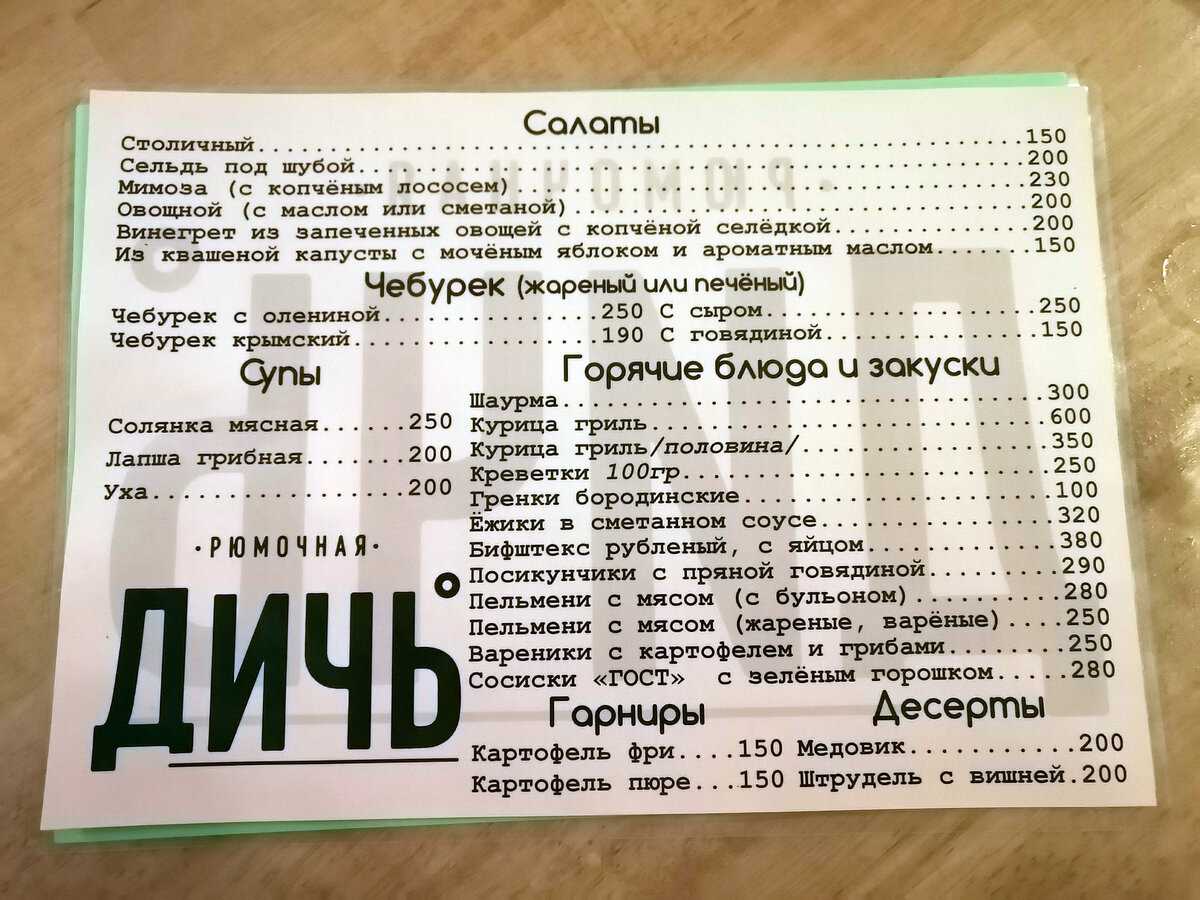 Салаты
Столичный...150
Сельдь под шубой...200
Мимоза (с копчёным лососем)...230
Овощной (с маслом или сметаной)...200
Винегрет из запеченных овощей с копчёной селёдкой...200
Из квашеной капусты с мочёным яблоком и ароматным маслом...150
Чебурек (жареный или печёный)
Чебурек с олениной...250 С сыром...250
Чебурек крымский...190 С говядиной...150
Супы
Солянка мясная...250
Лапша грибная...200
Уха...200
·РЮМОЧНАЯ·
ДИЧЬ
Горячие блюда и закуски
Шаурма...300
Курица гриль...600
Курица гриль/половина/...350
Креветки 100гр...250
Гренки бородинские...100
Ёжики в сметанном соусе...320
Бифштекс рубленый, с яйцом...380
Посикунчики с пряной говядиной...290
Пельмени с мясом (с бульоном)...280
Пельмени с мясом (жареные, варёные)....250
Вареники с картофелем и грибами...250
Сосиски «ГОСТ» с зелёным горошком.....280
Гарниры
Картофель фри....150
Картофель пюре...150
Десерты
Медовик...200
Штрудель с вишней.200